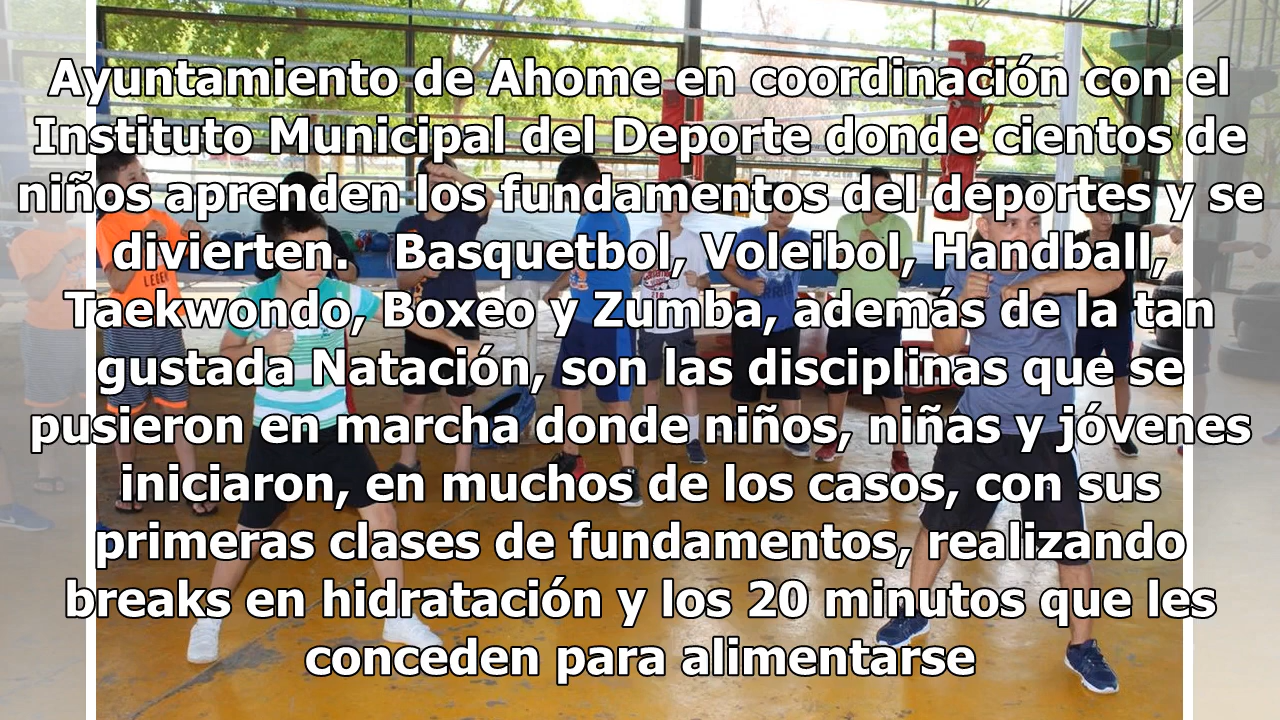 Ayuntamiento de Ahome en coordinación con el
Instituto Municipal del Deporte donde cientos de
niños aprenden los fundamentos del deportes y se
divierten.   Basquetbol, Voleibol, Handball,
Taekwondo, Boxeo y Zumba, además de la tan
gustada Natación, son las disciplinas que se
pusieron en marcha donde niños, niñas y jóvenes
iniciaron, en muchos de los casos, con sus
primeras clases de fundamentos, realizando
breaks en hidratación y los 20 minutos que les
conceden para alimentarse